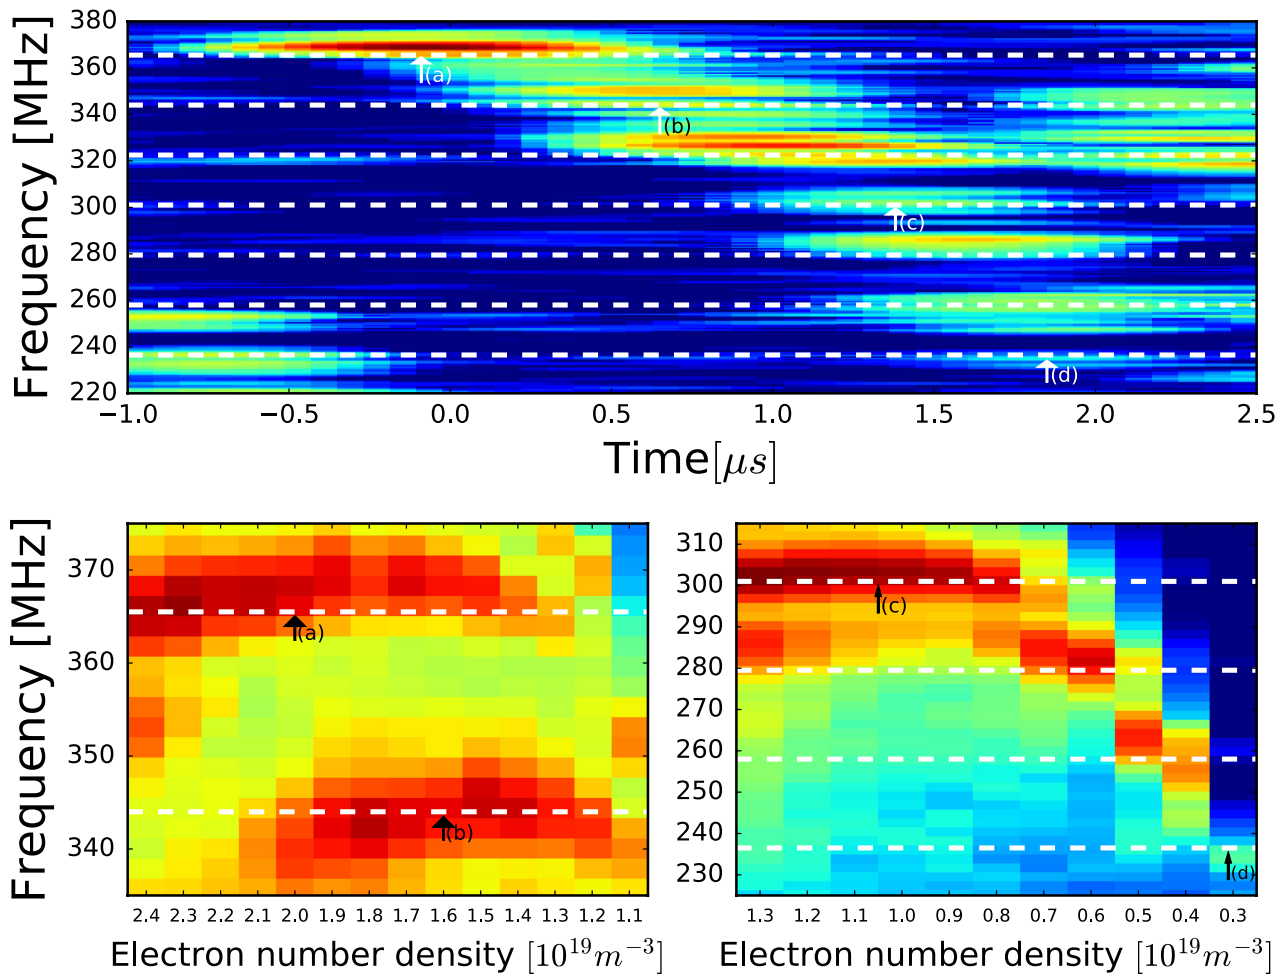 Frequency [MHz]
380
360
340
320
300
280
260
240
220
(a)
(b)
(c)
(d)
−1.0 −0.5 0.0 0.5 1.0 1.5 2.0 2.5
Time[μs]
Frequency [MHz]
370
360
350
340
(a)
(b)
2.4 2.3 2.2 2.1 2.0 1.9 1.8 1.7 1.6 1.5 1.4 1.3 1.2 1.1
Electron number density [10¹⁹m⁻³]
310
300
290
280
270
260
250
240
230
(c)
(d)
1.3 1.2 1.1 1.0 0.9 0.8 0.7 0.6 0.5 0.4 0.3
Electron number density [10¹⁹m⁻³]